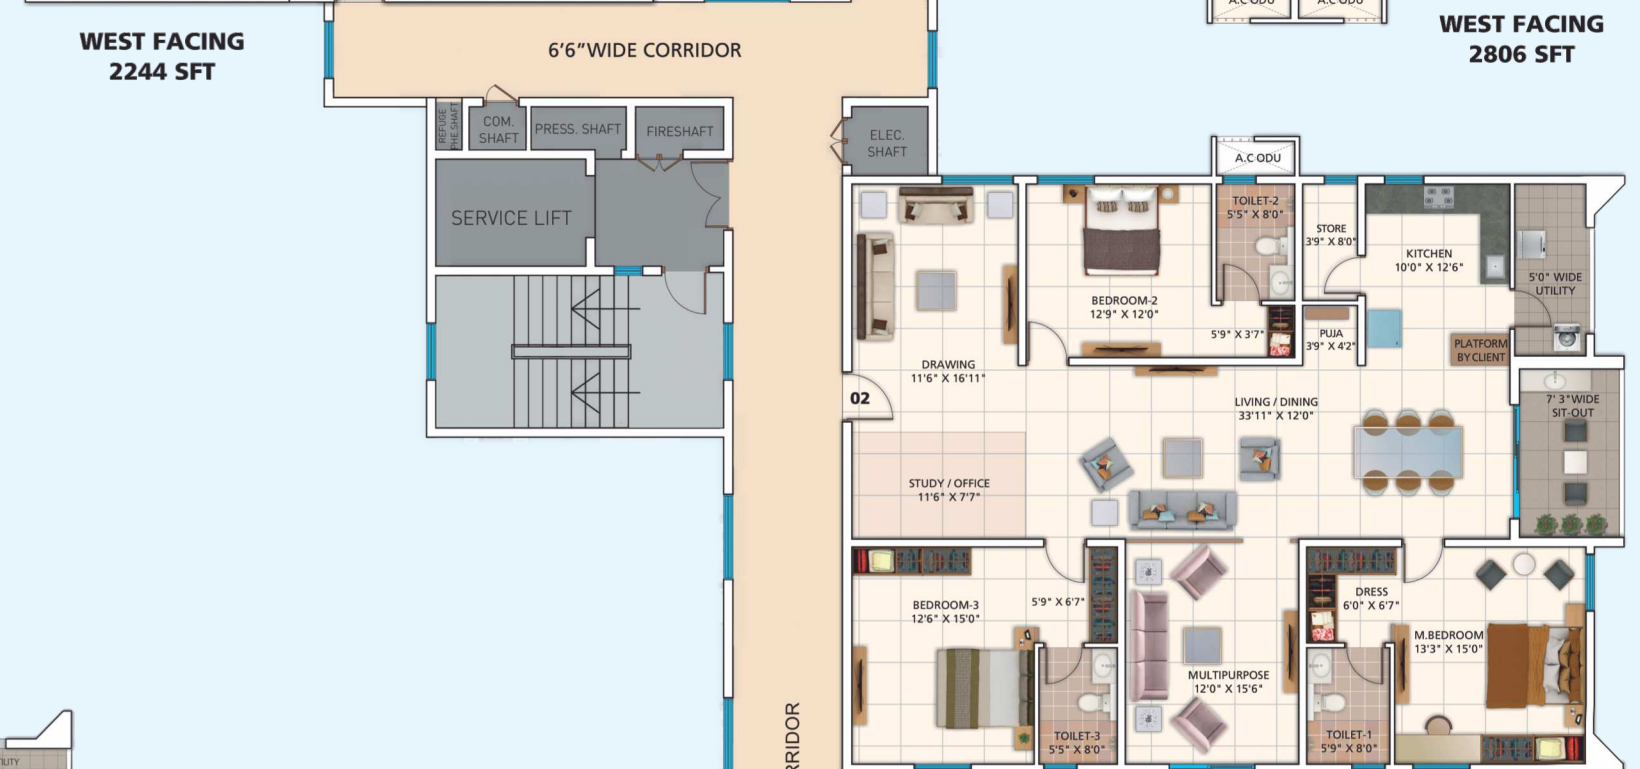 WEST FACING
2244 SFT
6'6"WIDE CORRIDOR
A.C ODU
A.C ODU
WEST FACING
2806 SFT
REFUGE
PHE.SHAFT
COM.
SHAFT
PRESS. SHAFT
FIRESHAFT
ELEC.
SHAFT
SERVICE LIFT
A.C ODU
TOILET-2
5'5" X 8'0"
STORE
3'9" X 8'0"
KITCHEN
10'0" X 12'6"
5'0" WIDE
UTILITY
BEDROOM-2
12'9" X 12'0"
5'9" X 3'7"
PUJA
3'9" X 4'2"
PLATFORM
BY CLIENT
DRAWING
11'6" X 16'11"
02
LIVING / DINING
33'11" X 12'0"
7' 3"WIDE
SIT-OUT
STUDY / OFFICE
11'6" X 7'7"
BEDROOM-3
12'6" X 15'0"
5'9" X 6'7"
DRESS
6'0" X 6'7"
M.BEDROOM
13'3" X 15'0"
MULTIPURPOSE
12'0" X 15'6"
TOILET-3
5'5" X 8'0"
TOILET-1
5'9" X 8'0"
RRIDOR
ILITY